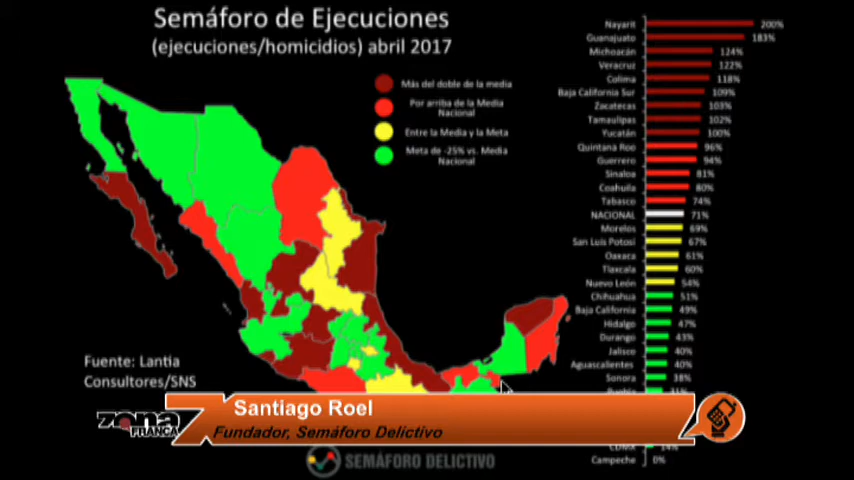 Semáforo de Ejecuciones
(ejecuciones/homicidios) abril 2017
Más del doble de la media
Por arriba de la Media
Nacional
Entre la Media y la Meta
Meta de -25% vs. Media
Nacional
Nayarit 200%
Guanajuato 183%
Michoacán 124%
Veracruz 122%
Colima 118%
Baja California Sur 109%
Zacatecas 103%
Tamaulipas 102%
Yucatán 100%
Quintana Roo 96%
Guerrero 94%
Sinaloa 81%
Coahuila 80%
Tabasco 74%
NACIONAL 71%
Morelos 69%
San Luis Potosí 67%
Oaxaca 61%
Tlaxcala 60%
Nuevo León 54%
Chihuahua 51%
Baja California 49%
Hidalgo 47%
Durango 43%
Jalisco 40%
Aguascalientes 40%
Sonora 38%
Puebla 31%
CDMX 14%
Campeche 0%
Fuente: Lantia
Consultores/SNS
zona
FRANCA
Santiago Roel
Fundador, Semáforo Delictivo
SEMÁFORO DELICTIVO